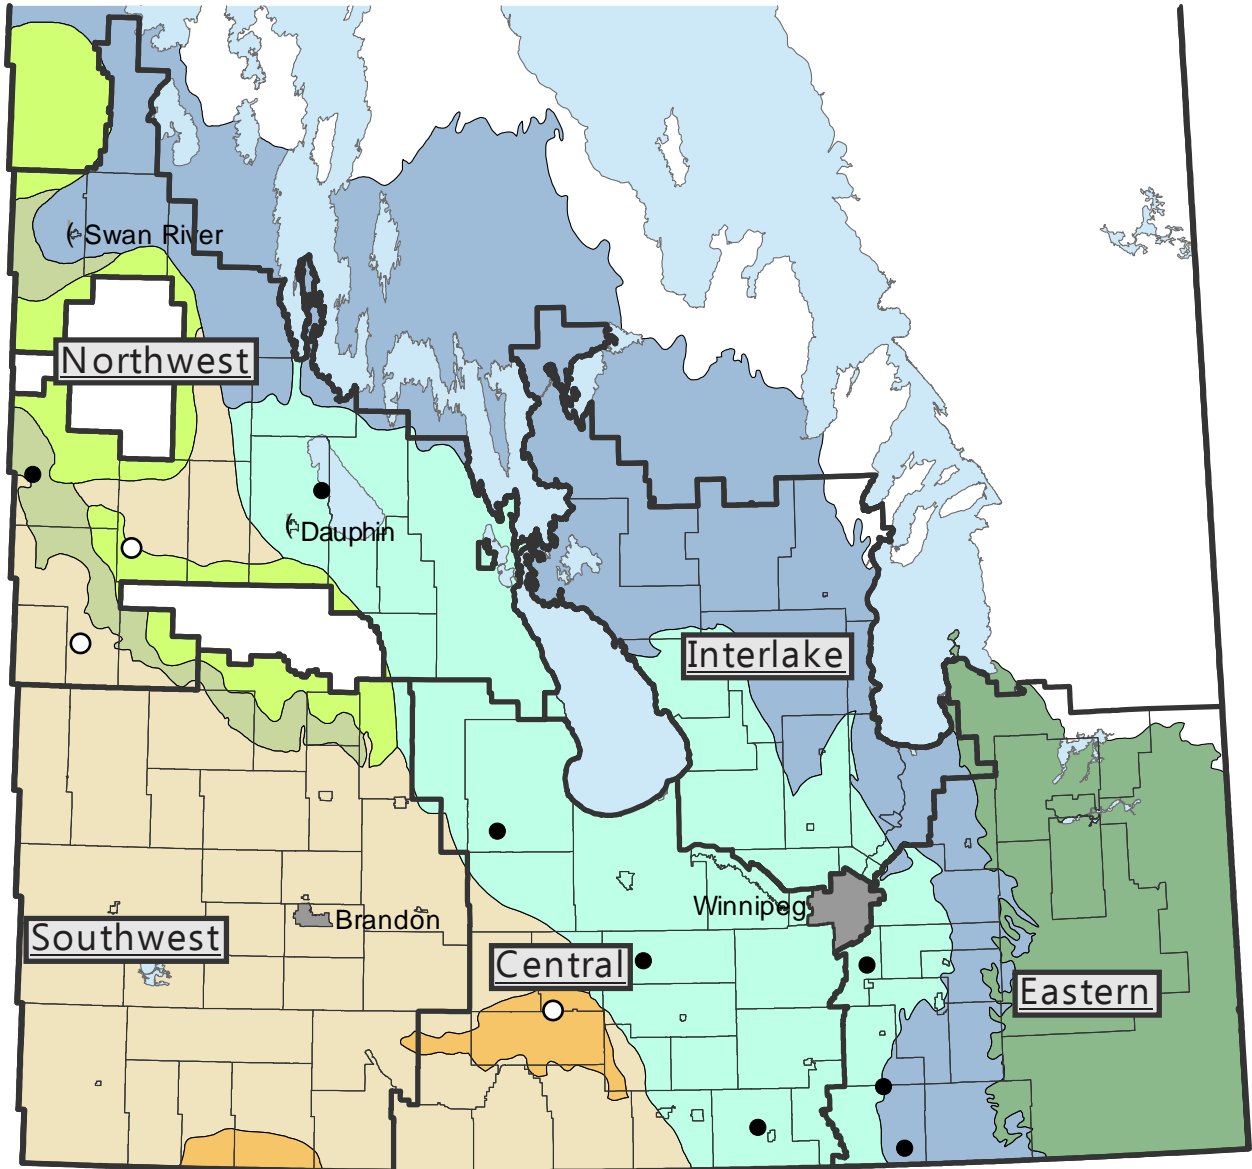 Swan River
Northwest
Dauphin
Interlake
Winnipeg
Brandon
Southwest
Central
Eastern